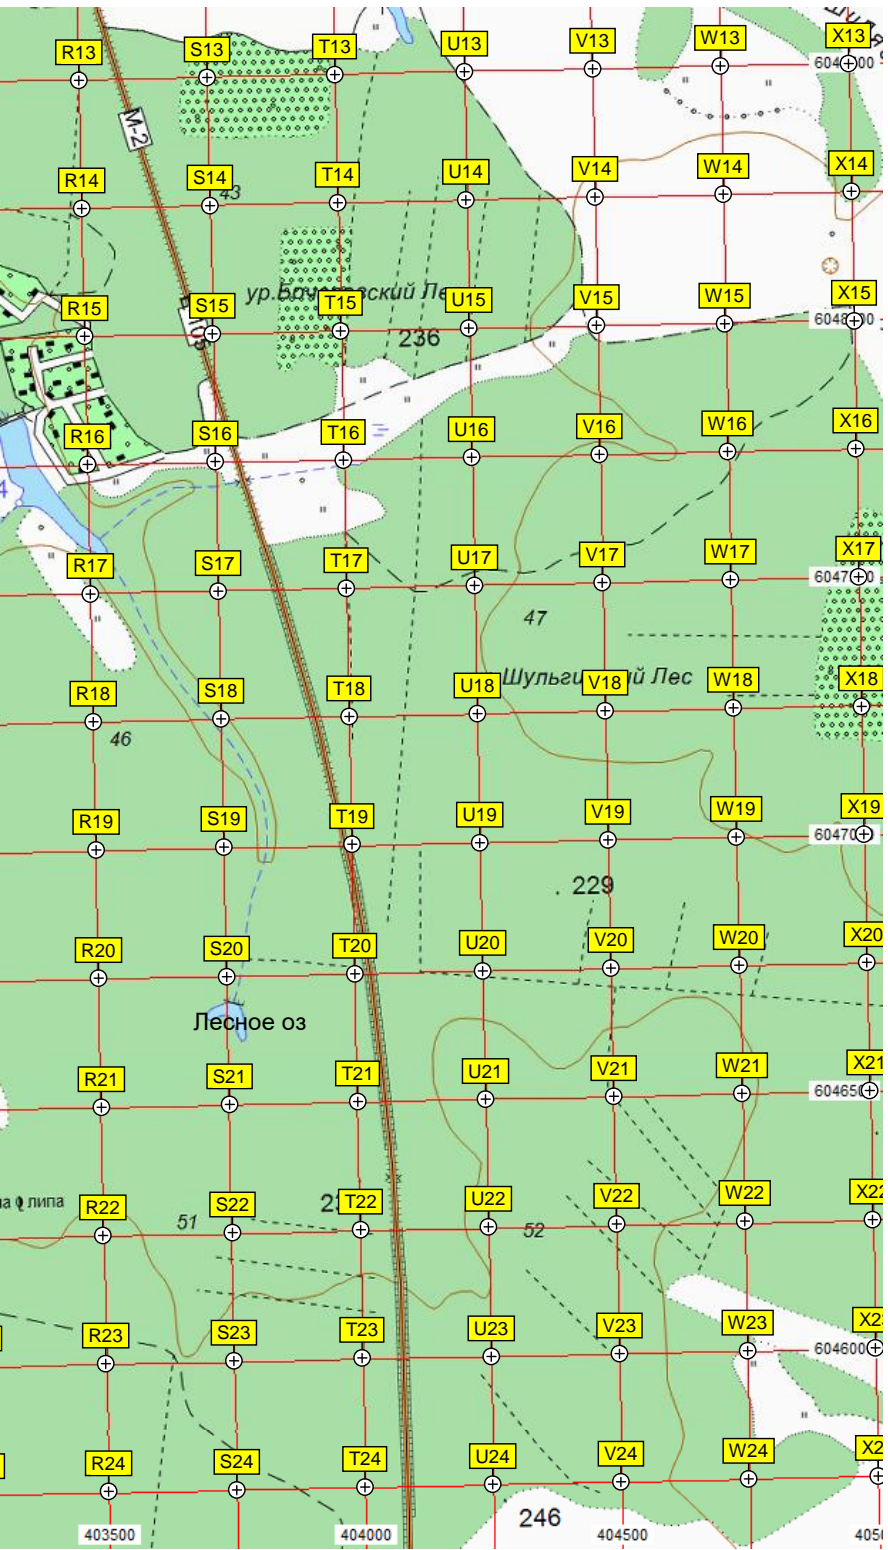 R13 S13 T13 U13 V13 W13 X13
М-2
R14 S14 T14 U14 V14 W14 X14
43
R15 S15 T15 U15 V15 W15 X15
236
R16 S16 T16 U16 V16 W16 X16
4
R17 S17 T17 U17 V17 W17 X17
47
Лес
R18 S18 T18 U18 V18 W18 X18
46
R19 S19 T19 U19 V19 W19 X19
229
R20 S20 T20 U20 V20 W20 X20
Лесное оз
R21 S21 T21 U21 V21 W21 X21
липа
R22 S22 T22 U22 V22 W22
51
52
R23 S23 T23 U23 V23 W23
R24 S24 T24 U24 V24 W24
246
403500 404000 404500